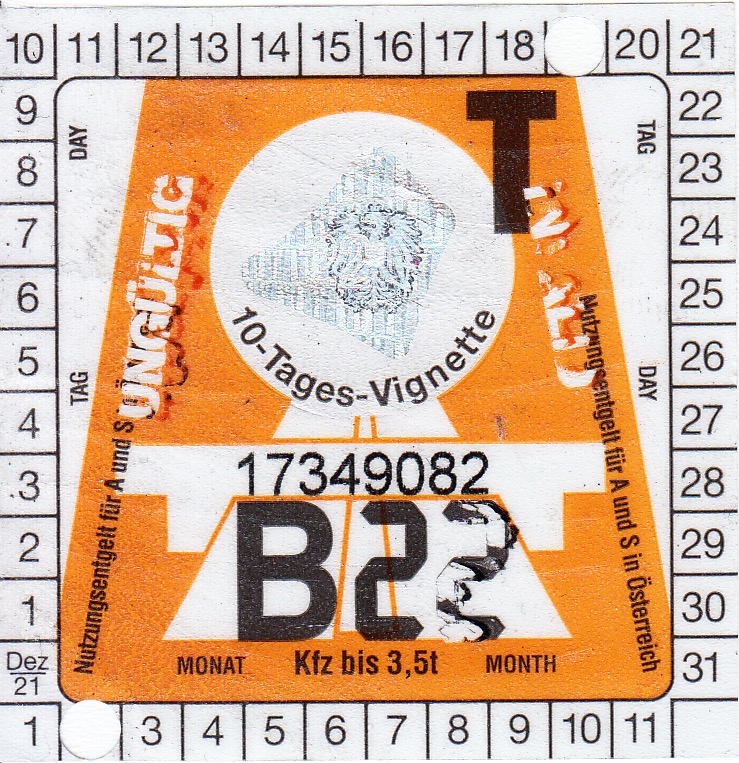 10 11 12 13 14 15 16 17 18 20 21
9 22
8 23
7 24
6 25
5 26
4 27
3 28
2 29
1 30
Dez 31
21
1 3 4 5 6 7 8 9 10 11
DAY
TAG
T
UNGÜLTIG
10-Tages-Vignette
TAG
DAY
17349082
B22
Nutzungsentgelt für A und S
Nutzungsentgelt für A und S in Österreich
MONAT Kfz bis 3,5t MONTH